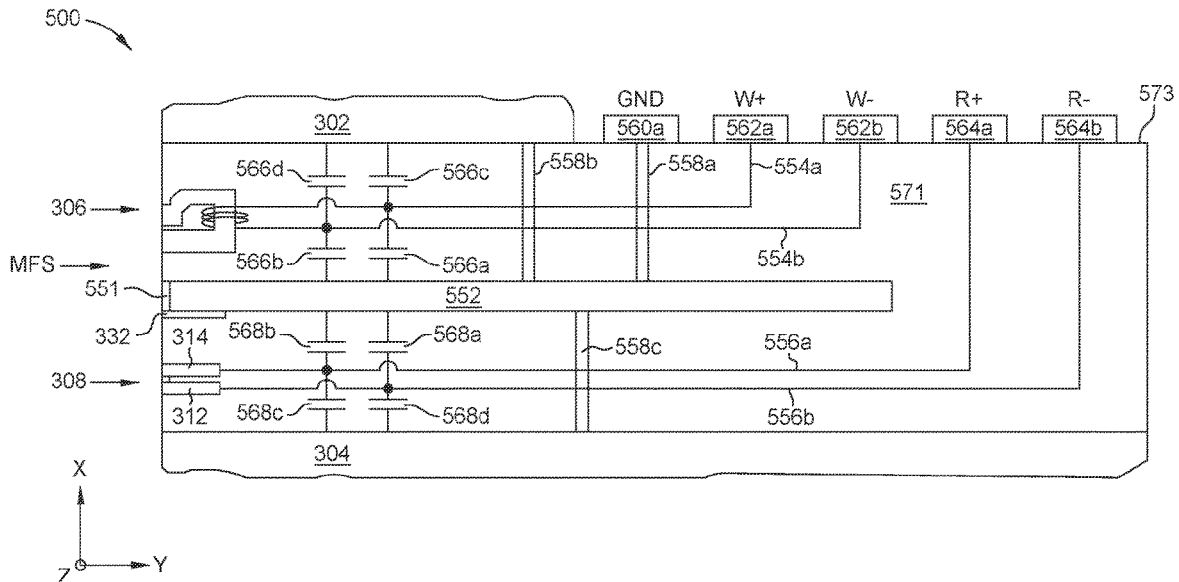 500
GND W+ W- R+ R- 573
302 560a 562a 562b 564a 564b
566d 566c 558b 558a 554a
571
306
554b
566b 566a
MFS
551 552
332 568b 568a 558c 556a
314
308
312 568c 568d 556b
304
X
Y
Z